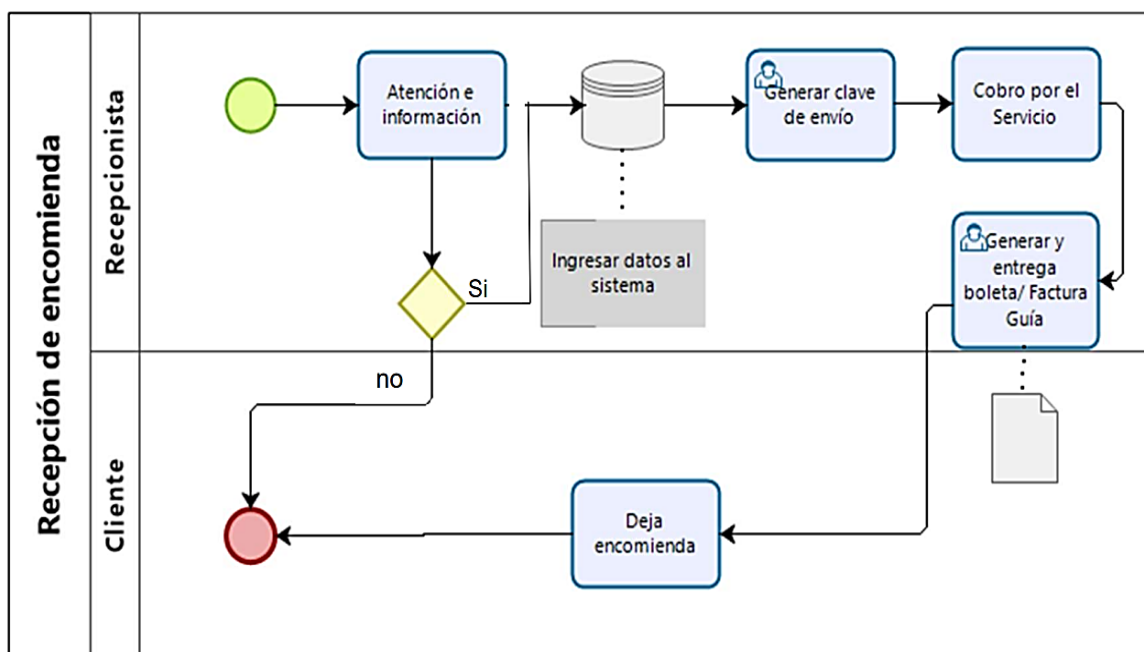 Recepción de encomienda
Recepcionista
Atención e
información
Generar clave
de envío
Cobro por el
Servicio
Si
Ingresar datos al
sistema
Generar y
entrega
boleta/ Factura
Guía
Cliente
no
Deja
encomienda